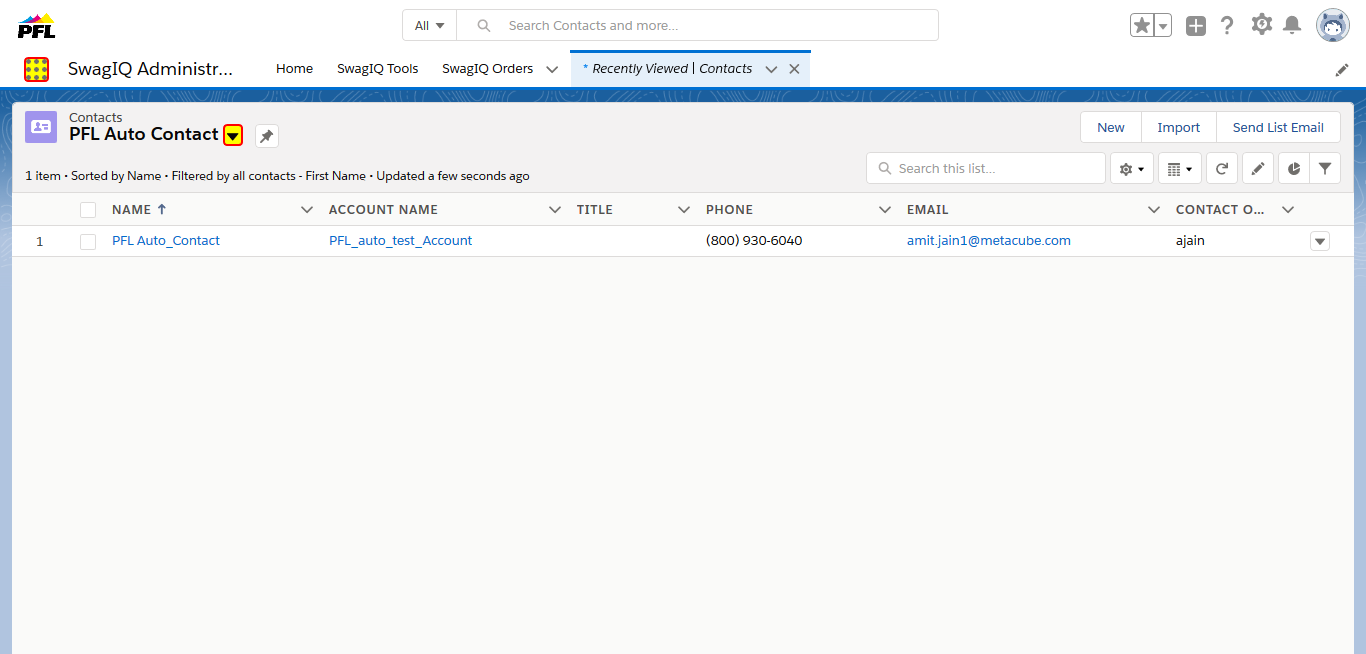 PFL
All
Search Contacts and more...
SwagIQ Administr...
Home
SwagIQ Tools
SwagIQ Orders
* Recently Viewed | Contacts
Contacts
PFL Auto Contact
New
Import
Send List Email
1 item • Sorted by Name • Filtered by all contacts - First Name • Updated a few seconds ago
Search this list...
NAME ↑
ACCOUNT NAME
TITLE
PHONE
EMAIL
CONTACT O...
1
PFL Auto_Contact
PFL_auto_test_Account
(800) 930-6040
amit.jain1@metacube.com
ajain